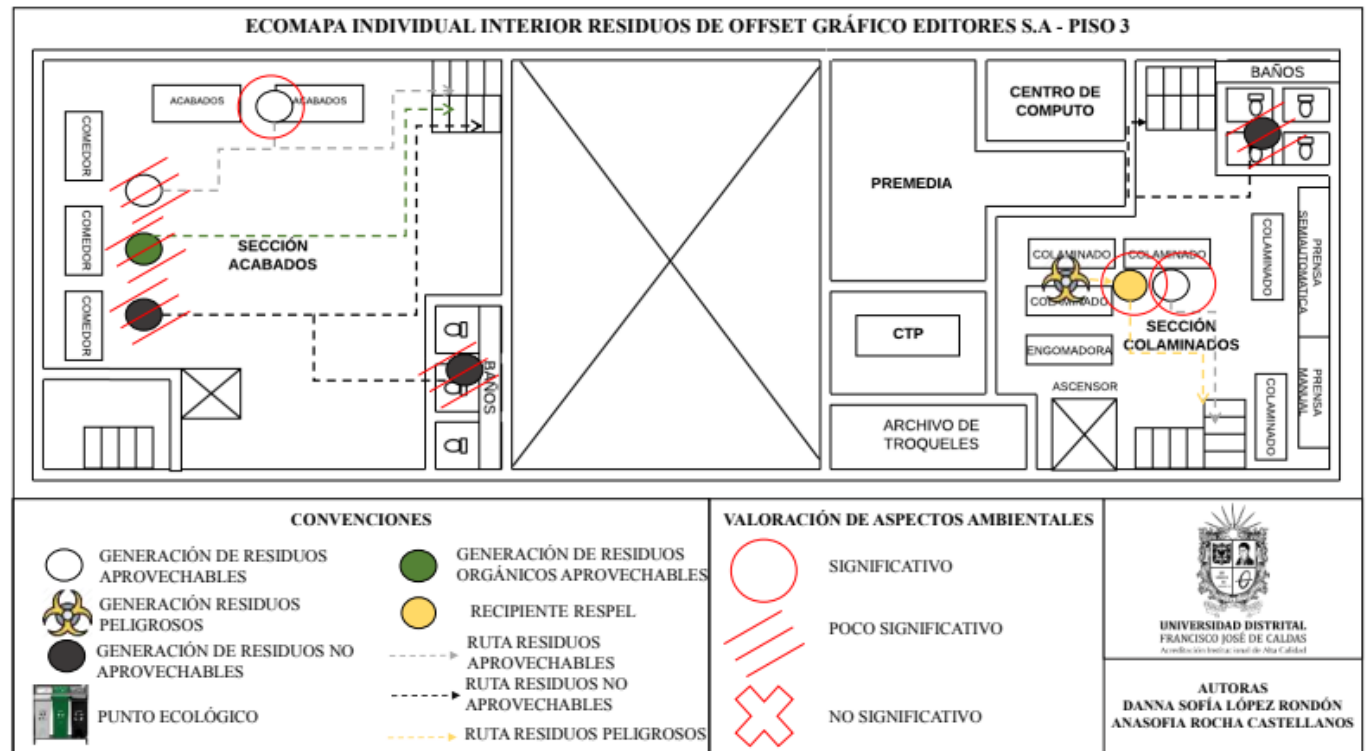 ECOMAPA INDIVIDUAL INTERIOR RESIDUOS DE OFFSET GRÁFICO EDITORES S.A - PISO 3
ACABADOS
ACABADOS
COMEDOR
COMEDOR
COMEDOR
SECCIÓN
ACABADOS
BAÑOS
CENTRO DE
COMPUTO
PREMEDIA
CTP
ARCHIVO DE
TROQUELES
BAÑOS
COLAMINADO
COLAMINADO
COLAMINADO
ENGOMADORA
SECCIÓN
COLAMINADOS
ASCENSOR
COLAMINADO
COLAMINADO
PRENSA
SEMIAUTOMATICA
PRENSA
MANUAL
CONVENCIONES
GENERACIÓN DE RESIDUOS
APROVECHABLES
GENERACIÓN RESIDUOS
PELIGROSOS
GENERACIÓN DE RESIDUOS NO
APROVECHABLES
PUNTO ECOLÓGICO
GENERACIÓN DE RESIDUOS
ORGÁNICOS APROVECHABLES
RECIPIENTE RESPEL
RUTA RESIDUOS
APROVECHABLES
RUTA RESIDUOS NO
APROVECHABLES
RUTA RESIDUOS PELIGROSOS
VALORACIÓN DE ASPECTOS AMBIENTALES
SIGNIFICATIVO
POCO SIGNIFICATIVO
NO SIGNIFICATIVO
UNIVERSIDAD DISTRITAL
FRANCISCO JOSÉ DE CALDAS
Acreditación Institucional de Alta Calidad
AUTORAS
DANNA SOFÍA LÓPEZ RONDÓN
ANASOFIA ROCHA CASTELLANOS